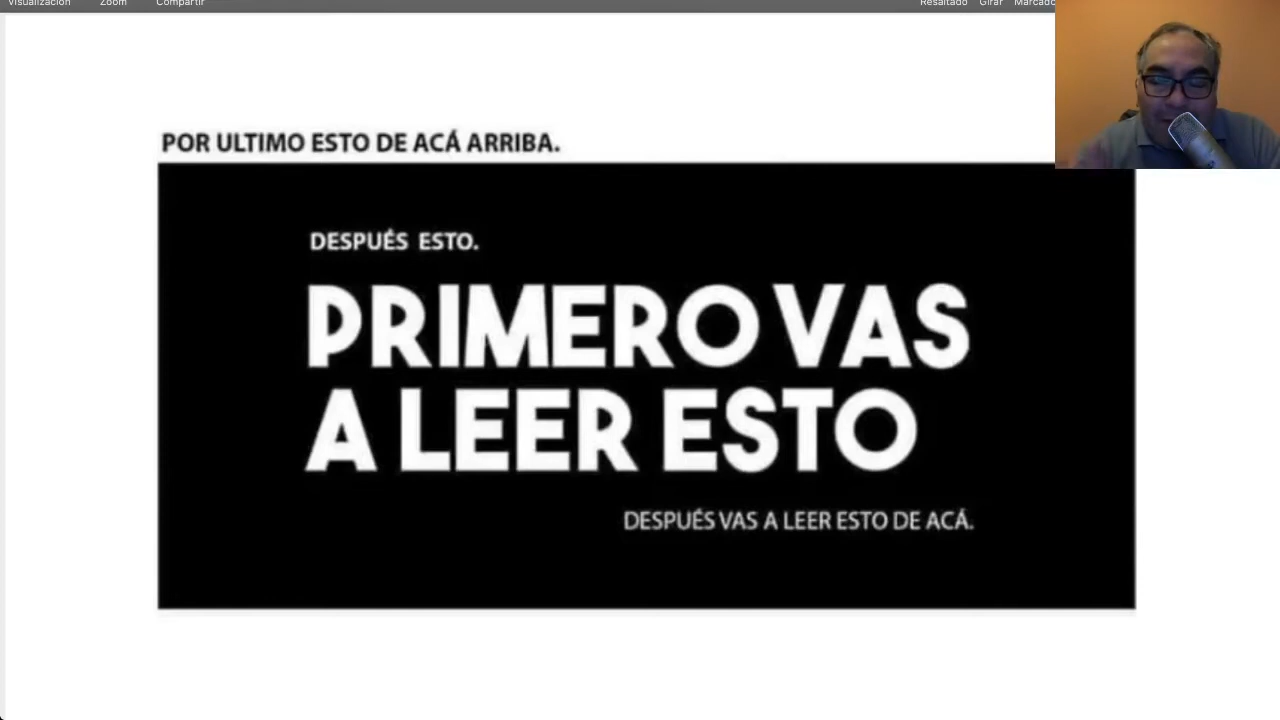 Visualización Zoom Compartir Resaltado Girar Marcado
POR ULTIMO ESTO DE ACÁ ARRIBA.
DESPUÉS ESTO.
PRIMERO VAS
A LEER ESTO
DESPUÉS VAS A LEER ESTO DE ACÁ.